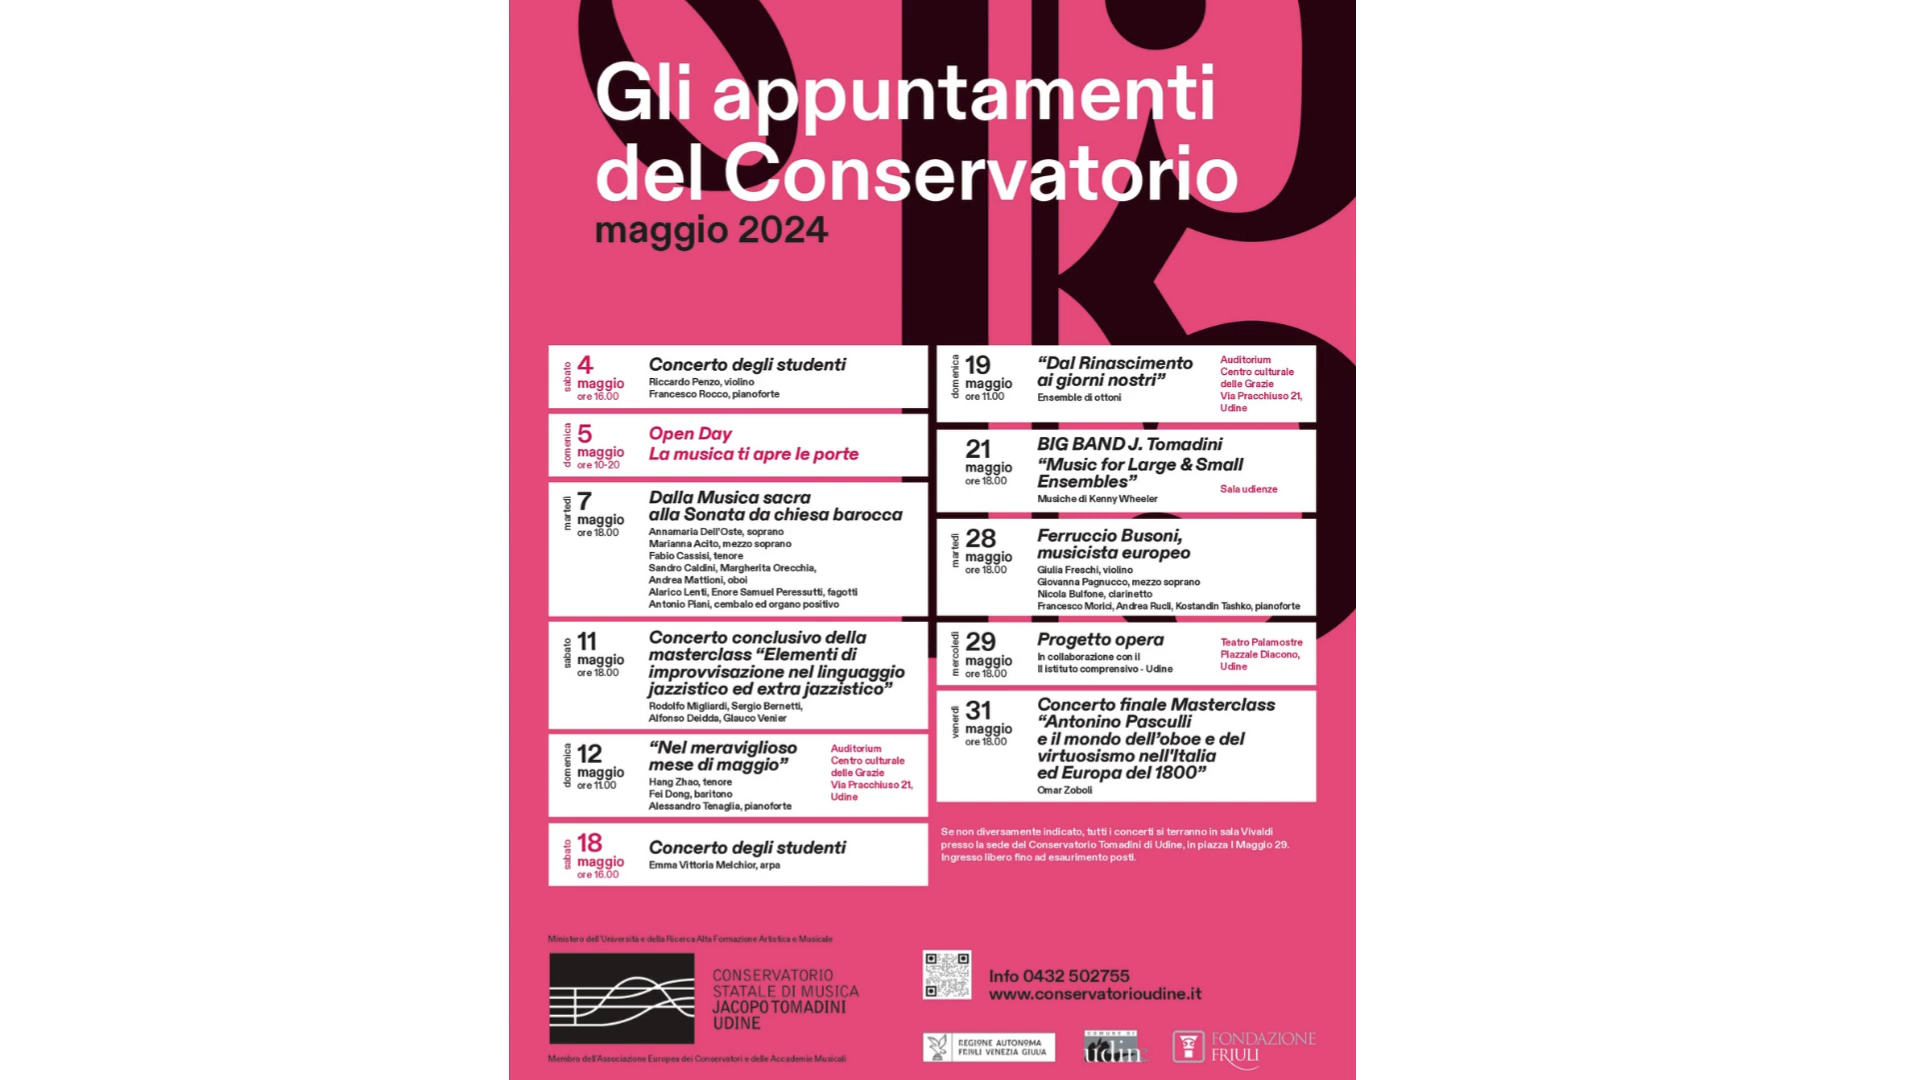 Gli appuntamenti
del Conservatorio
maggio 2024
sabato
4
maggio
ore 16.00
Concerto degli studenti
Riccardo Penzo, violino
Francesco Rocco, pianoforte
domenica
5
maggio
ore 10-20
Open Day
La musica ti apre le porte
martedì
7
maggio
ore 18.00
Dalla Musica sacra
alla Sonata da chiesa barocca
Annamaria Dell'Oste, soprano
Marianna Acito, mezzo soprano
Fabio Cassisi, tenore
Sandro Caldini, Margherita Orecchia,
Andrea Mattioni, oboi
Alarico Lenti, Enore Samuel Peressutti, fagotti
Antonio Piani, cembalo ed organo positivo
sabato
11
maggio
ore 18.00
Concerto conclusivo della
masterclass “Elementi di
improvvisazione nel linguaggio
jazzistico ed extra jazzistico”
Rodolfo Migliardi, Sergio Bernetti,
Alfonso Deidda, Glauco Venier
domenica
12
maggio
ore 11.00
“Nel meraviglioso
mese di maggio”
Hang Zhao, tenore
Fei Dong, baritono
Alessandro Tenaglia, pianoforte
Auditorium
Centro culturale
delle Grazie
Via Pracchiuso 21,
Udine
sabato
18
maggio
ore 16.00
Concerto degli studenti
Emma Vittoria Melchior, arpa
domenica
19
maggio
ore 11.00
“Dal Rinascimento
ai giorni nostri”
Ensemble di ottoni
Auditorium
Centro culturale
delle Grazie
Via Pracchiuso 21,
Udine
21
maggio
ore 18.00
BIG BAND J. Tomadini
“Music for Large & Small
Ensembles”
Musiche di Kenny Wheeler
Sala udienze
martedì
28
maggio
ore 18.00
Ferruccio Busoni,
musicista europeo
Giulia Freschi, violino
Giovanna Pagnucco, mezzo soprano
Nicola Bulfone, clarinetto
Francesco Morici, Andrea Rucli, Kostandin Tashko, pianoforte
mercoledì
29
maggio
ore 18.00
Progetto opera
In collaborazione con il
II istituto comprensivo - Udine
Teatro Palamostre
Piazzale Diacono,
Udine
venerdì
31
maggio
ore 18.00
Concerto finale Masterclass
“Antonino Pasculli
e il mondo dell’oboe e del
virtuosismo nell'Italia
ed Europa del 1800”
Omar Zoboli
Se non diversamente indicato, tutti i concerti si terranno in sala Vivaldi
presso la sede del Conservatorio Tomadini di Udine, in piazza I Maggio 29.
Ingresso libero fino ad esaurimento posti.
Ministero dell'Università e della Ricerca Alta Formazione Artistica e Musicale
CONSERVATORIO
STATALE DI MUSICA
JACOPO TOMADINI
UDINE
Membro dell'Associazione Europea dei Conservatori e delle Accademie Musicali
Info 0432 502755
www.conservatorioudine.it
REGIONE AUTONOMA
FRIULI VENEZIA GIULIA
COMUNE DI
udine
FONDAZIONE
FRIULI